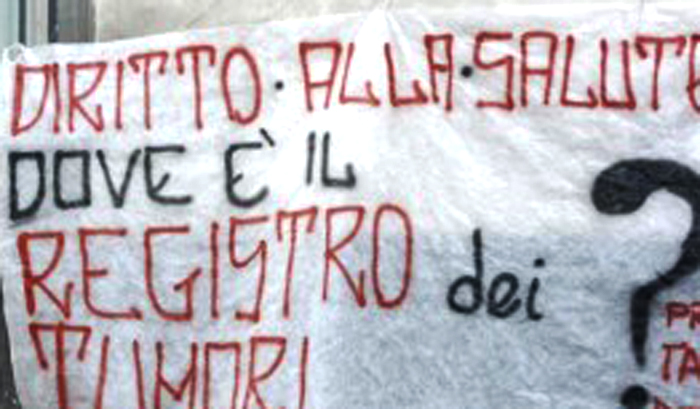 DIRITTO·ALLA·SALUTE
DOVE E' IL
REGISTRO dei
TUMORI
?